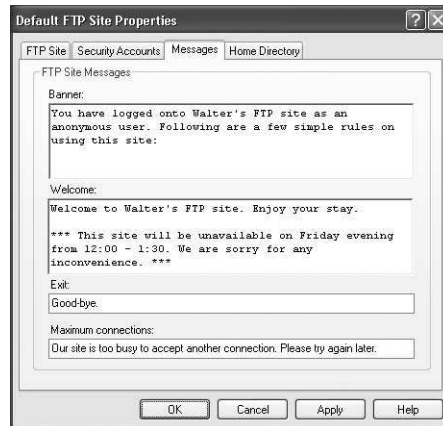 Default FTP Site Properties
FTP Site Security Accounts Messages Home Directory
FTP Site Messages
Banner:
You have logged onto Walter's FTP site as an
anonymous user. Following are a few simple rules on
using this site:
Welcome:
Welcome to Walter's FTP site. Enjoy your stay.
*** This site will be unavailable on Friday evening
from 12:00 - 1:30. We are sorry for any
inconvenience. ***
Exit:
Good-bye.
Maximum connections:
Our site is too busy to accept another connection. Please try again later.
OK Cancel Apply Help